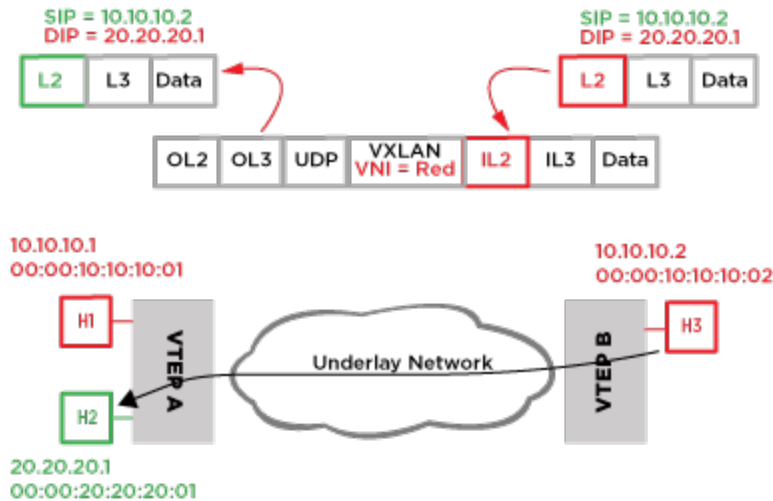 SIP = 10.10.10.2
DIP = 20.20.20.1
L2 L3 Data
SIP = 10.10.10.2
DIP = 20.20.20.1
L2 L3 Data
OL2 OL3 UDP VXLAN IL2 IL3 Data
VNI = Red
10.10.10.1
00:00:10:10:10:01
10.10.10.2
00:00:10:10:10:02
H1
VTEP A
Underlay Network
VTEP B
H3
H2
20.20.20.1
00:00:20:20:20:01